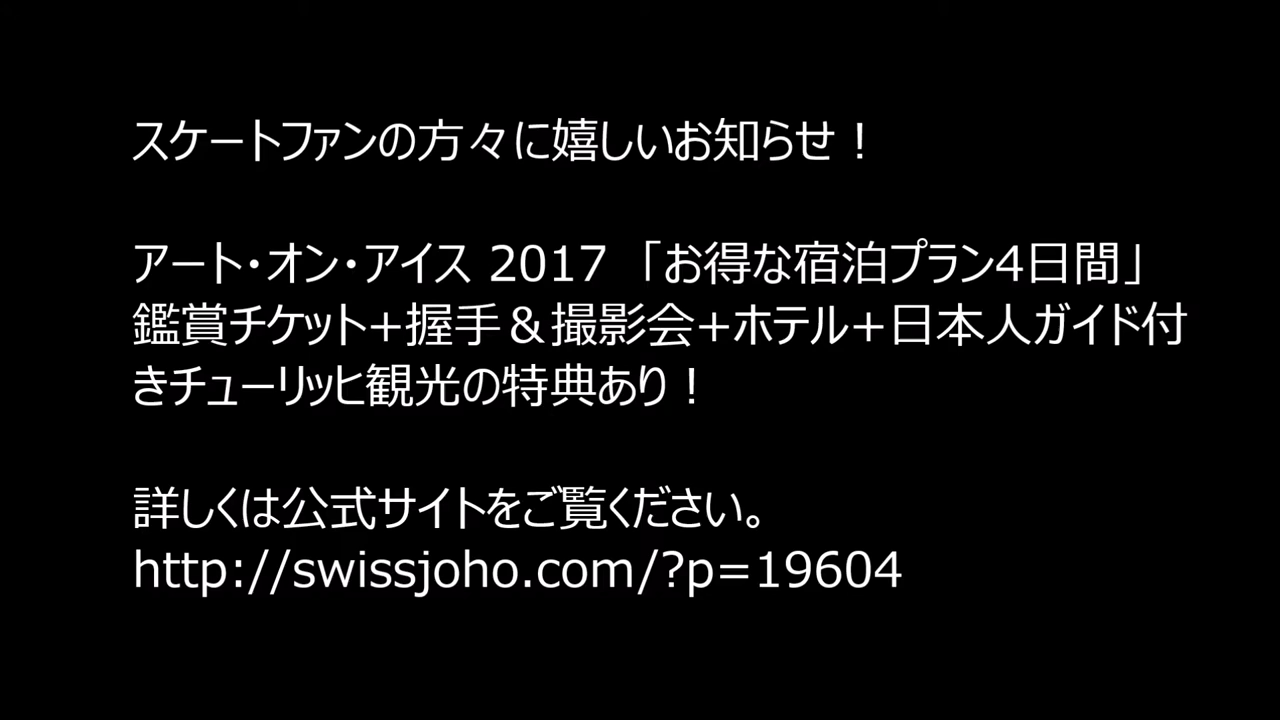 スケートファンの方々に嬉しいお知らせ！
アート・オン・アイス 2017 「お得な宿泊プラン4日間」
鑑賞チケット+握手＆撮影会+ホテル+日本人ガイド付
きチューリッヒ観光の特典あり！
詳しくは公式サイトをご覧ください。
http://swissjoho.com/?p=19604